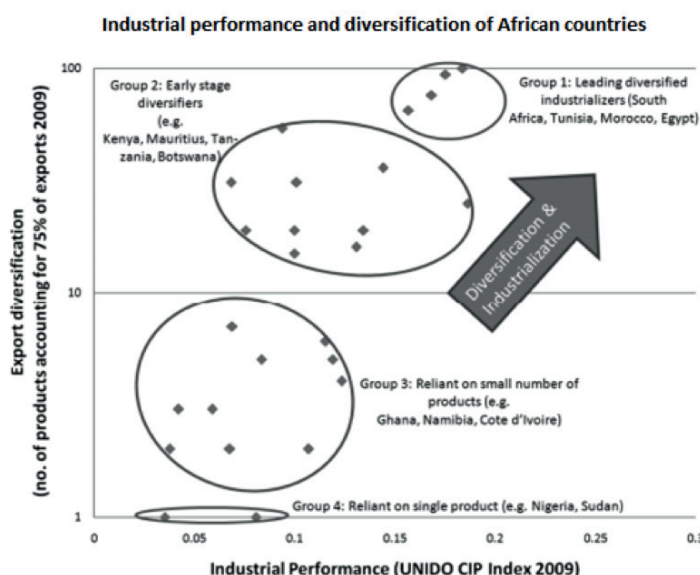 Industrial performance and diversification of African countries
Export diversification
(no. of products accounting for 75% of exports 2009)
100
10
1
Group 2: Early stage
diversifiers
(e.g.
Kenya, Mauritius, Tan-
zania, Botswana)
Group 1: Leading diversified
industrializers (South
Africa, Tunisia, Morocco, Egypt)
Diversification &
Industrialization
Group 3: Reliant on small number of
products (e.g.
Ghana, Namibia, Cote d'Ivoire)
Group 4: Reliant on single product (e.g. Nigeria, Sudan)
0
0.05
0.1
0.15
0.2
0.25
0.3
Industrial Performance (UNIDO CIP Index 2009)